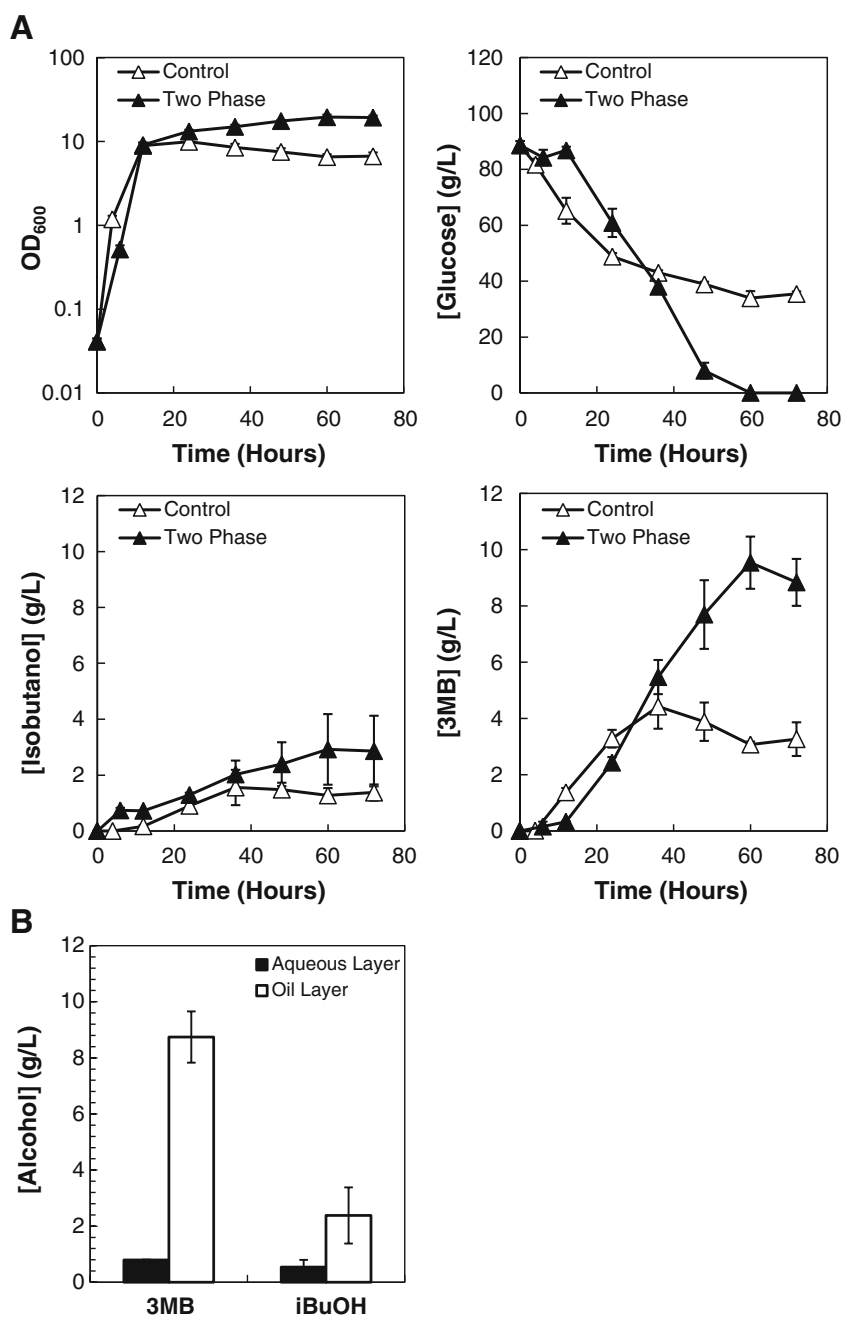 A
Control
Two Phase
OD600
100
10
1
0.1
0.01
0 20 40 60 80
Time (Hours)
Control
Two Phase
[Glucose] (g/L)
120
100
80
60
40
20
0
0 20 40 60 80
Time (Hours)
Control
Two Phase
[Isobutanol] (g/L)
12
10
8
6
4
2
0
0 20 40 60 80
Time (Hours)
Control
Two Phase
[3MB] (g/L)
12
10
8
6
4
2
0
0 20 40 60 80
Time (Hours)
B
Aqueous Layer
Oil Layer
[Alcohol] (g/L)
12
10
8
6
4
2
0
3MB iBuOH